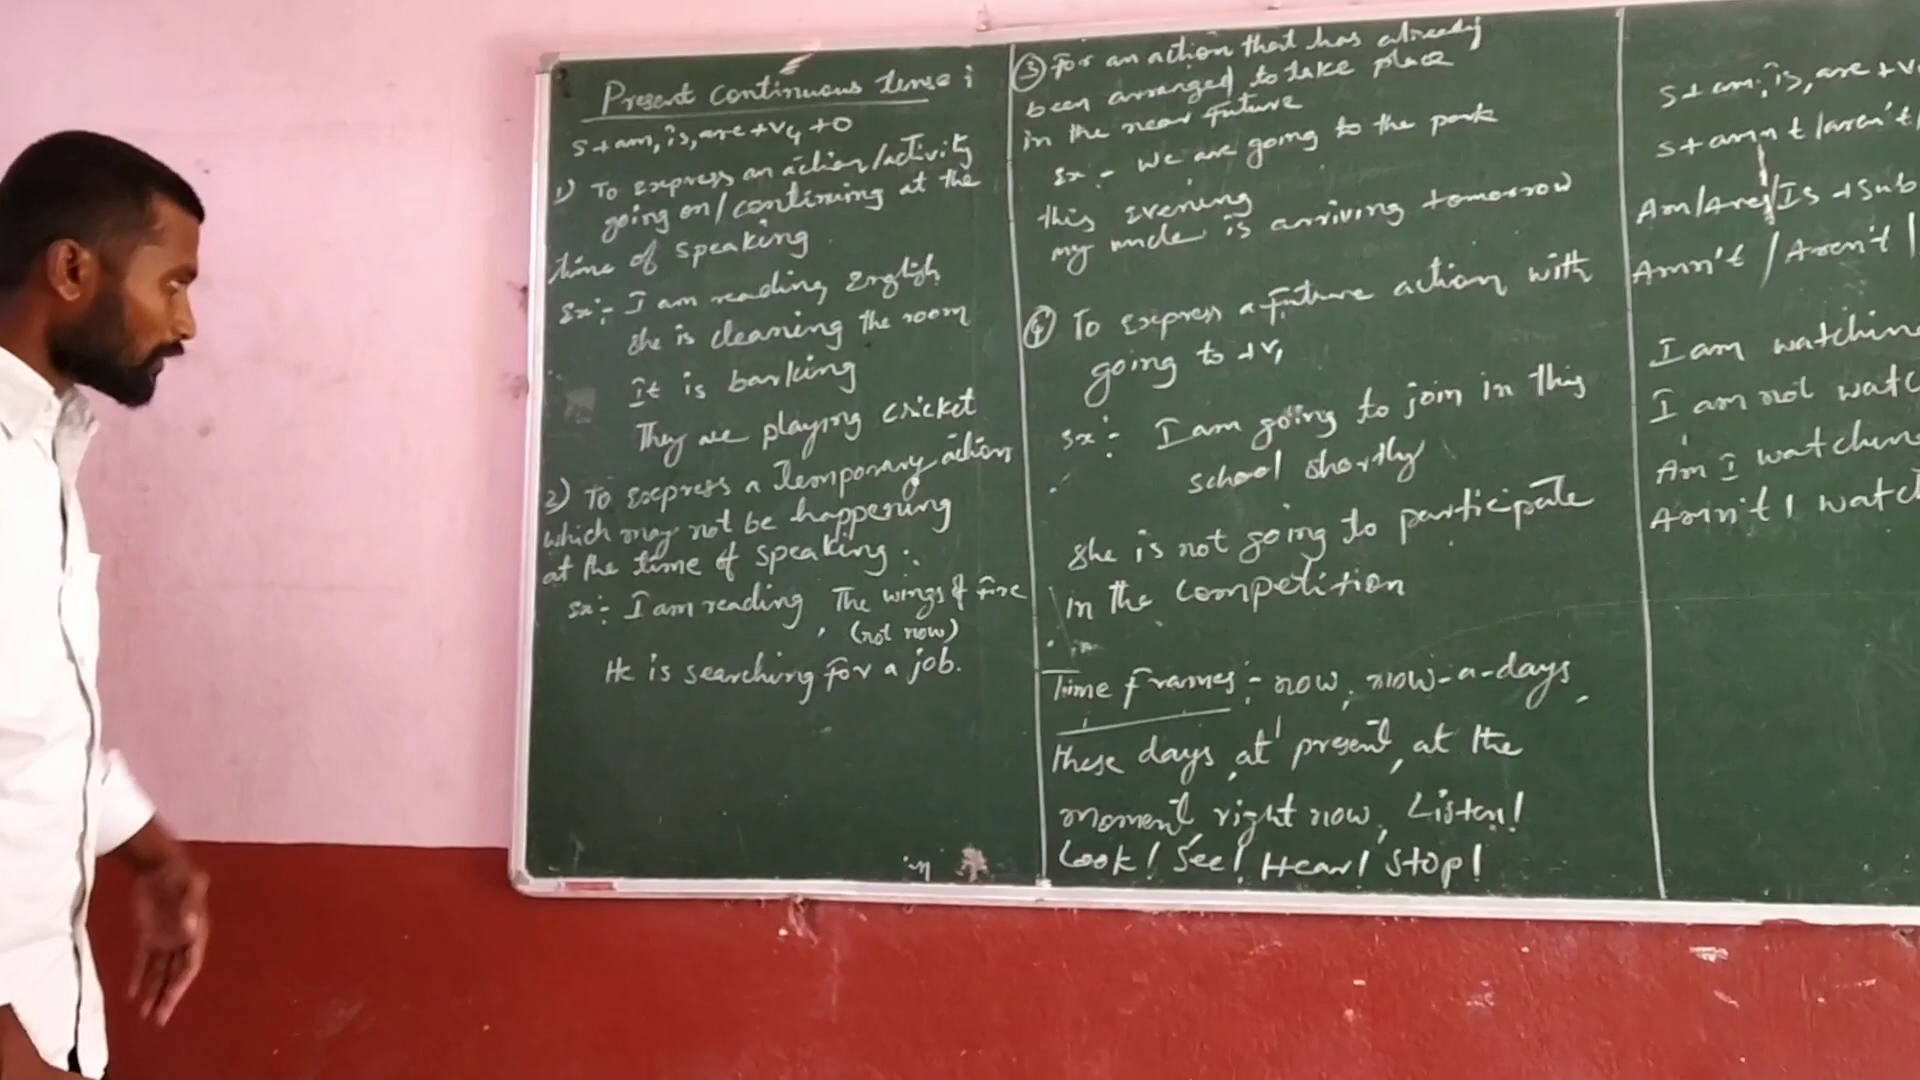 Present continuous tense :
S + am, is, are + V4 + O
1) To express an action/activity
going on/continuing at the
time of speaking.
Ex:- I am reading English
She is cleaning the room
It is barking
They are playing cricket
2) To express a temporary action
which may not be happening
at the time of speaking.
Ex:- I am reading The wings of Fire
(not now)
He is searching for a job.
③ For an action that has already
been arranged to take place
in the near future
Ex:- We are going to the park
this evening
my uncle is arriving tomorrow
④ To express a future action with
going to + V1
Ex:- I am going to join in this
school shortly
She is not going to participate
in the competition
Time frames:- now, now-a-days,
these days, at present, at the
moment, right now, Listen!
Look! See! Hear! Stop!
S + am, is, are + V
S + amn't/aren't/
Am/Are/Is + Sub
Amn't / Aren't /
I am watching
I am not watc
Am I watching
Amn't I watch